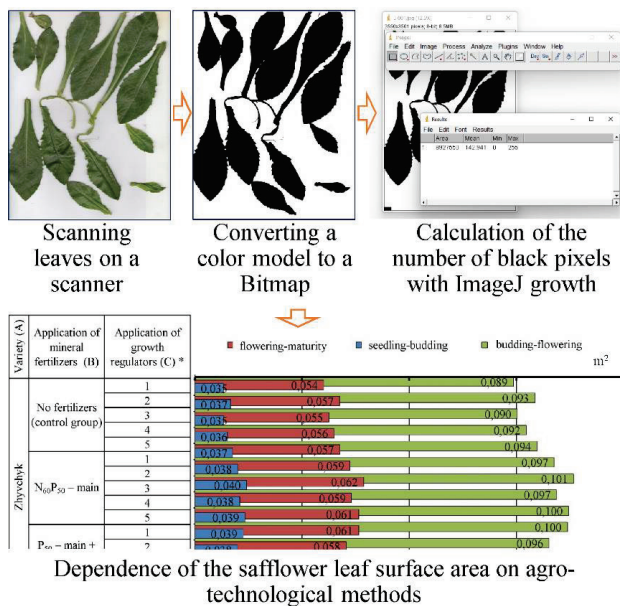 File Edit Image Process Analyze Plugins Window Help
Results
File Edit Font Results
Area Mean Min Max
1 142.941 0 256
Scanning
leaves on a
scanner
Converting a
color model to a
Bitmap
Calculation of the
number of black pixels
with ImageJ growth
Variety (A)
Application of
mineral
fertilizers (B)
Application of
growth
regulators (C) *
flowering-maturity seedling-budding budding-flowering
m²
Zhyvchyk
No fertilizers
(control group)
1 0,035 0,054 0,089
2 0,037 0,057 0,093
3 0,035 0,055 0,090
4 0,036 0,056 0,092
5 0,037 0,057 0,094
N₆₀P₅₀ – main
1 0,038 0,059 0,097
2 0,040 0,062 0,101
3 0,038 0,059 0,097
4 0,039 0,061 0,100
5 0,039 0,061 0,100
P₅₀ – main +
1
2 0,038 0,058 0,096
Dependence of the safflower leaf surface area on agro-
technological methods